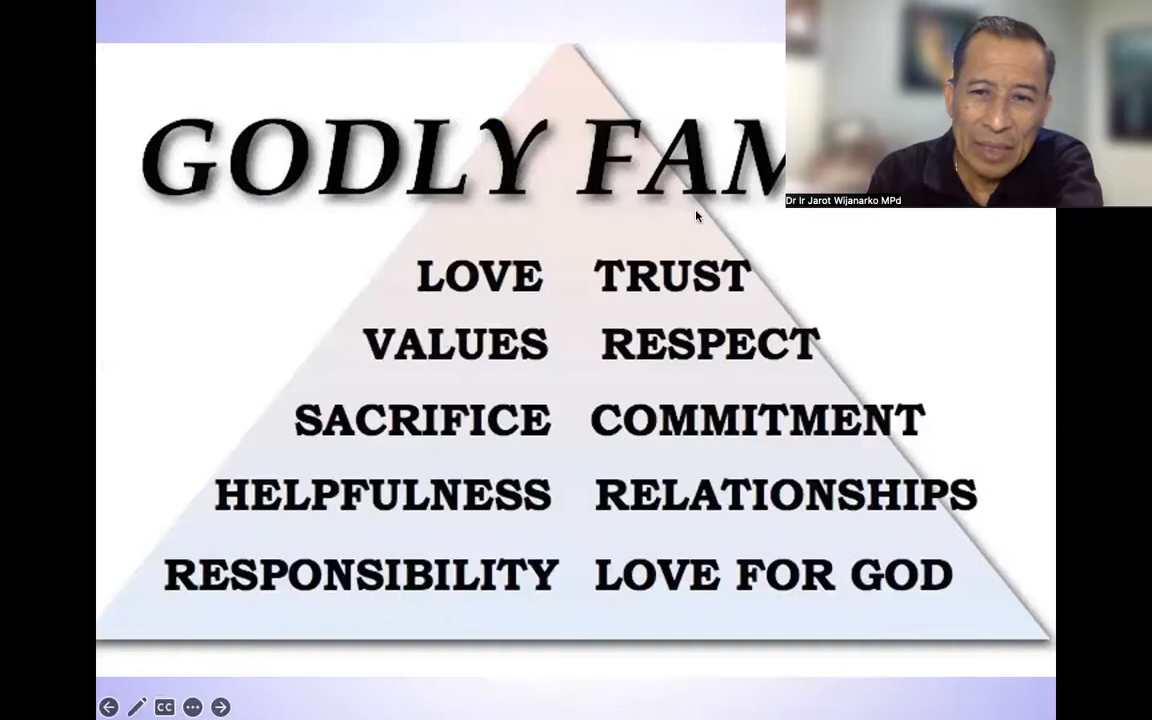 GODLY FAM
Dr Ir Jarot Wijanarko MPd
LOVE TRUST
VALUES RESPECT
SACRIFICE COMMITMENT
HELPFULNESS RELATIONSHIPS
RESPONSIBILITY LOVE FOR GOD
CC